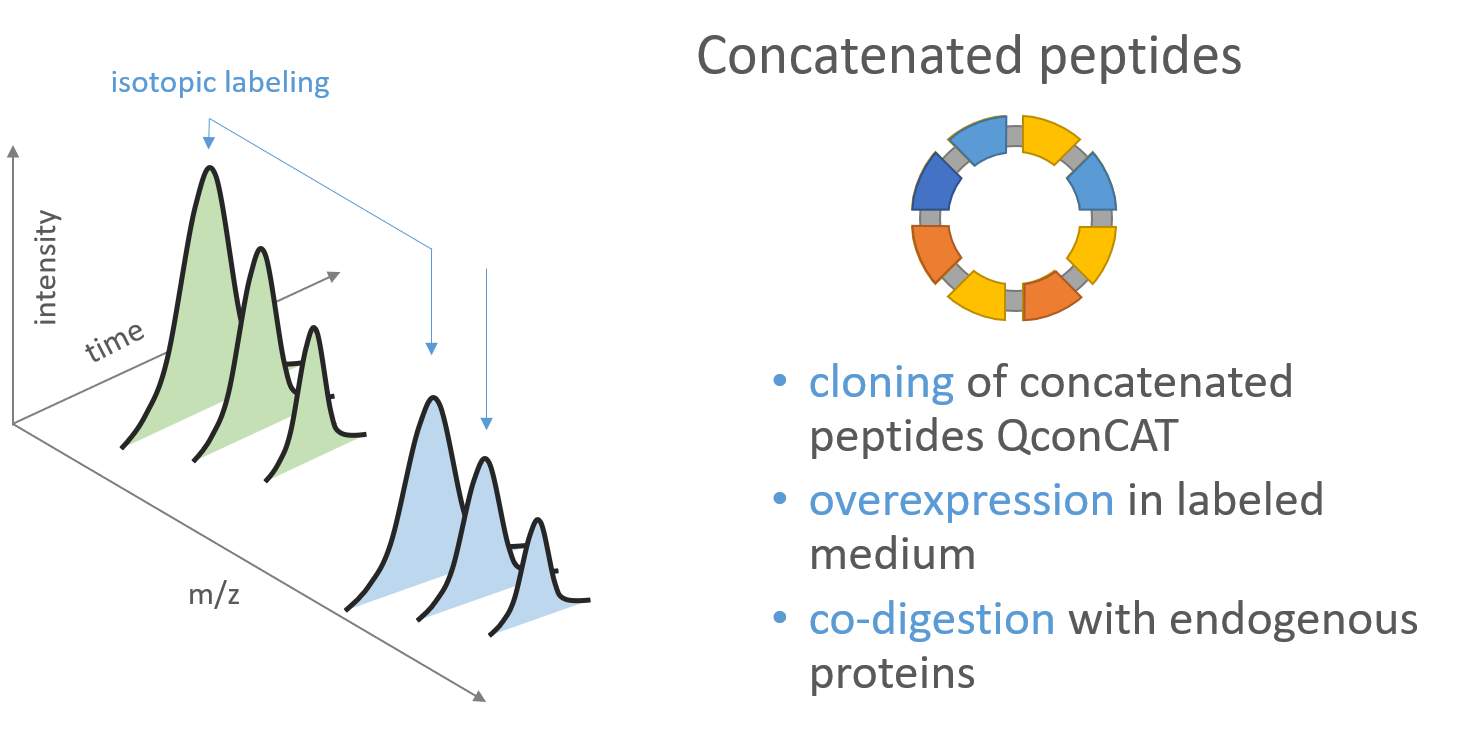 Concatenated peptides
isotopic labeling
intensity
time
m/z
• cloning of concatenated
peptides QconCAT
• overexpression in labeled
medium
• co-digestion with endogenous
proteins